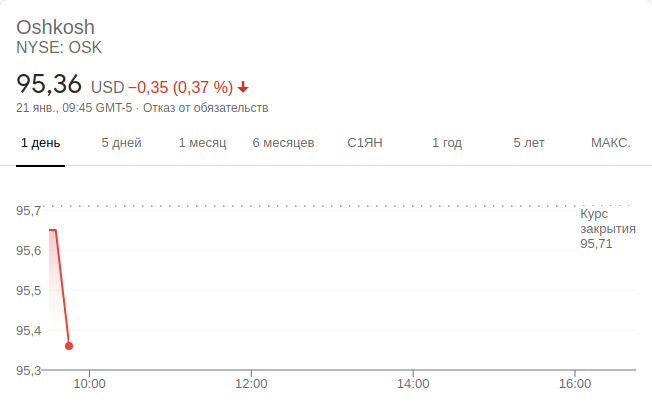 Oshkosh
NYSE: OSK
95,36 USD −0,35 (0,37 %)
21 янв., 09:45 GMT-5 · Отказ от обязательств
1 день 5 дней 1 месяц 6 месяцев С1ЯН 1 год 5 лет МАКС.
95,7
Курс
закрытия
95,71
95,6
95,5
95,4
95,3
10:00 12:00 14:00 16:00